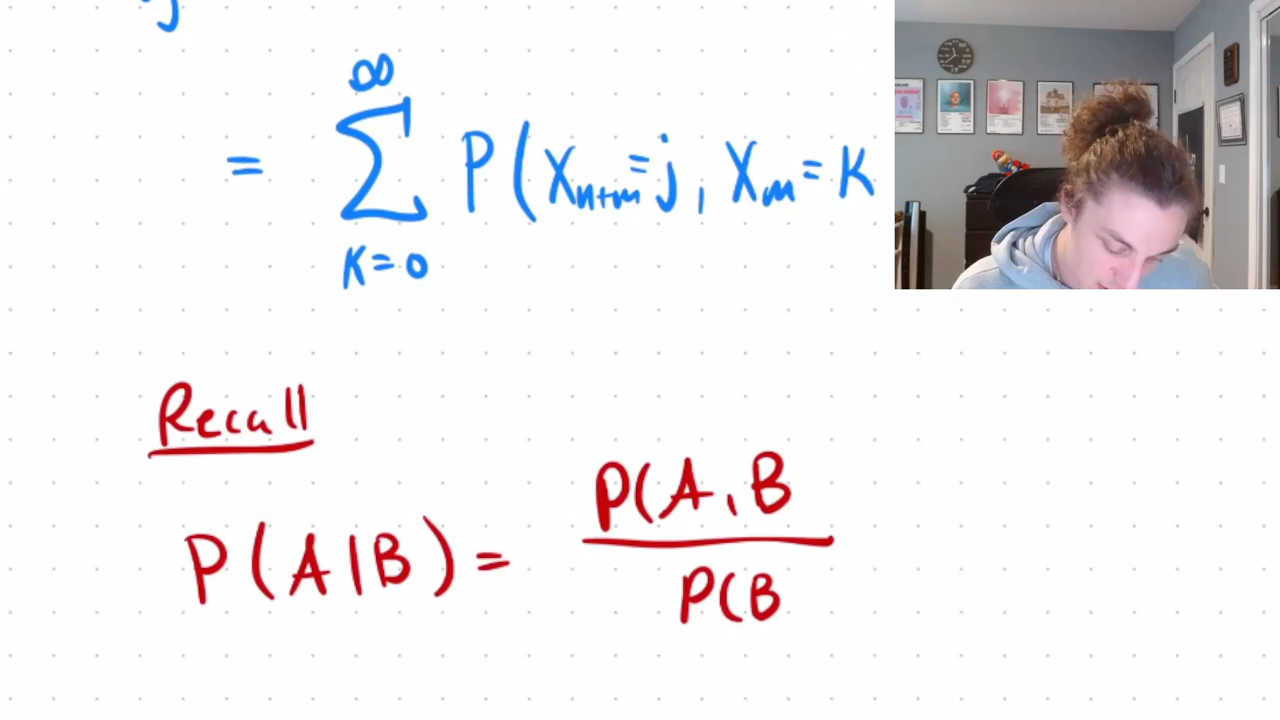 ∞
= Σ P(X_{n+m}=j, X_m=K
K=0
Recall
P(A|B) = P(A,B
P(B